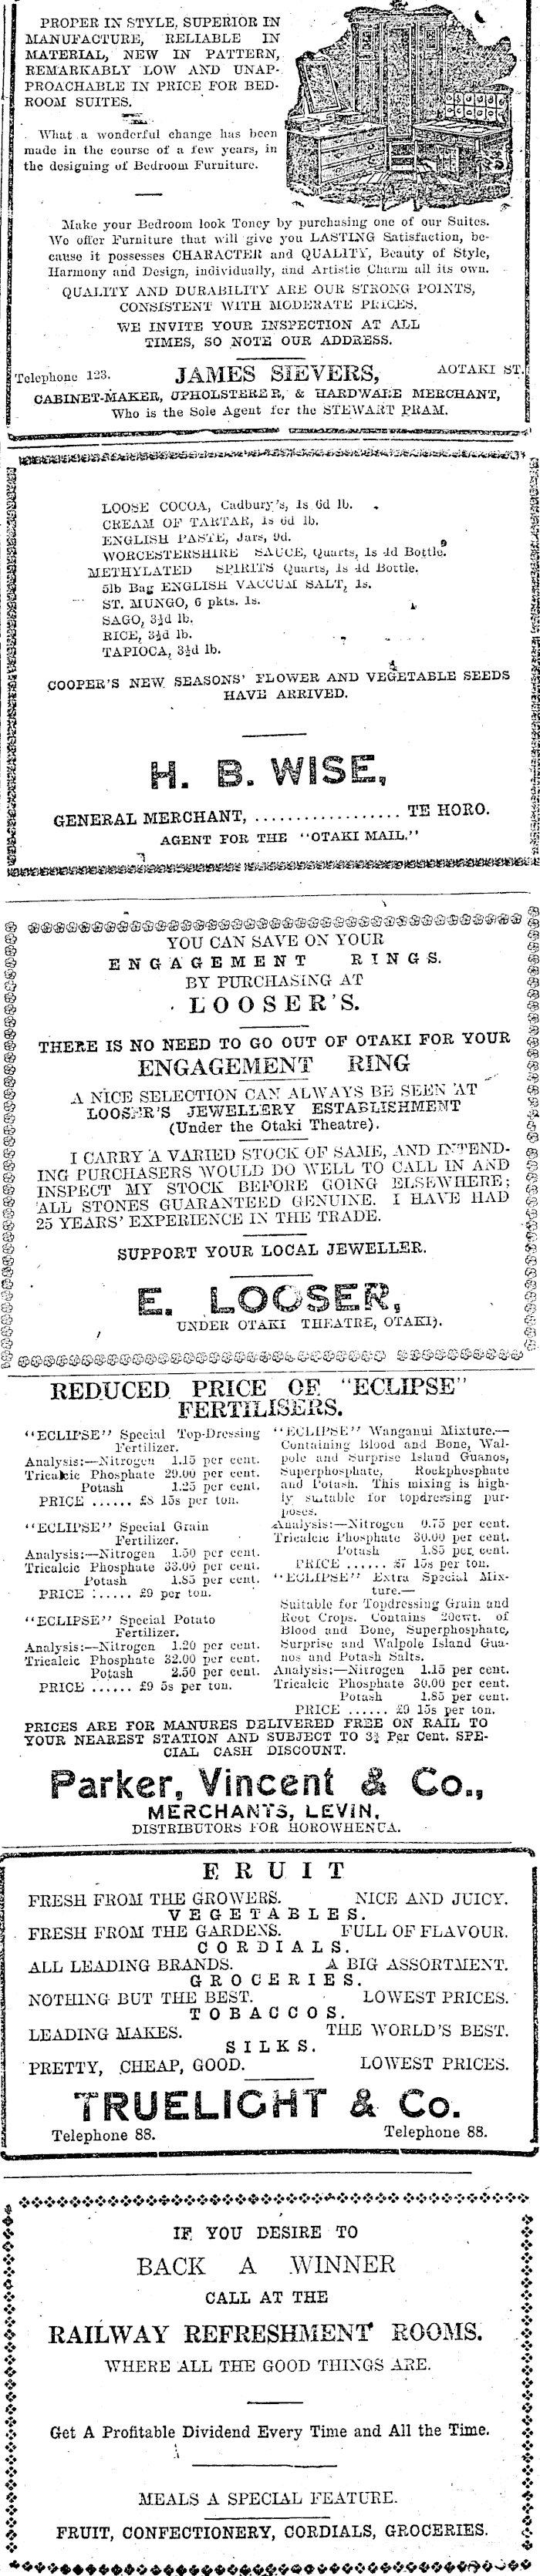 PROPER IN STYLE, SUPERIOR IN
MANUFACTURE, RELIABLE IN
MATERIAL, NEW IN PATTERN,
REMARKABLY LOW AND UNAP-
PROACHABLE IN PRICE FOR BED-
ROOM SUITES.
What a wonderful change has been
made in the course of a few years, in
the designing of Bedroom Furniture.
Make your Bedroom look Toney by purchasing one of our Suites.
We offer Furniture that will give you LASTING Satisfaction, be-
cause it possesses CHARACTER and QUALITY, Beauty of Style,
Harmony and Design, individually, and Artistic Charm all its own.
QUALITY AND DURABILITY ARE OUR STRONG POINTS,
CONSISTENT WITH MODERATE PRICES.
WE INVITE YOUR INSPECTION AT ALL
TIMES, SO NOTE OUR ADDRESS.
Telephone 123. JAMES SIEVERS, AOTAKI ST.
CABINET-MAKER, UPHOLSTERER, & HARDWARE MERCHANT,
Who is the Sole Agent for the STEWART PRAM.
LOOSE COCOA, Cadbury's, 1s 6d lb.
CREAM OF TARTAR, 1s 6d lb.
ENGLISH PASTE, Jars, 9d.
WORCESTERSHIRE SAUCE, Quarts, 1s 4d Bottle.
METHYLATED SPIRITS Quarts, 1s 4d Bottle.
5lb Bag ENGLISH VACCUM SALT, 1s.
ST. MUNGO, 6 pkts. 1s.
SAGO, 3½d lb.
RICE, 3½d lb.
TAPIOCA, 3½d lb.
COOPER'S NEW SEASONS' FLOWER AND VEGETABLE SEEDS
HAVE ARRIVED.
H. B. WISE,
GENERAL MERCHANT, .................. TE HORO.
AGENT FOR THE "OTAKI MAIL."
YOU CAN SAVE ON YOUR
ENGAGEMENT RINGS.
BY PURCHASING AT
LOOSER'S.
THERE IS NO NEED TO GO OUT OF OTAKI FOR YOUR
ENGAGEMENT RING
A NICE SELECTION CAN ALWAYS BE SEEN AT
LOOSER'S JEWELLERY ESTABLISHMENT
(Under the Otaki Theatre).
I CARRY A VARIED STOCK OF SAME, AND INTEND-
ING PURCHASERS WOULD DO WELL TO CALL IN AND
INSPECT MY STOCK BEFORE GOING ELSEWHERE;
ALL STONES GUARANTEED GENUINE. I HAVE HAD
25 YEARS' EXPERIENCE IN THE TRADE.
SUPPORT YOUR LOCAL JEWELLER.
E. LOOSER,
UNDER OTAKI THEATRE, OTAKI).
REDUCED PRICE OF "ECLIPSE"
FERTILISERS.
"ECLIPSE" Special Top-Dressing
Fertilizer.
Analysis:—Nitrogen 1.15 per cent.
Tricalcic Phosphate 29.00 per cent.
Potash 1.25 per cent.
PRICE ...... £8 15s per ton.
"ECLIPSE" Special Grain
Fertilizer.
Analysis:—Nitrogen 1.50 per cent.
Tricalcic Phosphate 33.00 per cent.
Potash 1.85 per cent.
PRICE ...... £9 per ton.
"ECLIPSE" Special Potato
Fertilizer.
Analysis:—Nitrogen 1.20 per cent.
Tricalcic Phosphate 32.00 per cent.
Potash 2.50 per cent.
PRICE ...... £9 5s per ton.
"ECLIPSE" Wanganui Mixture.—
Containing Blood and Bone, Wal-
pole and Surprise Island Guanos,
Superphosphate, Rockphosphate
and Potash. This mixing is high-
ly suitable for topdressing pur-
poses.
Analysis:—Nitrogen 0.75 per cent.
Tricalcic Phosphate 30.00 per cent.
Potash 1.85 per cent.
PRICE ...... £7 15s per ton.
"ECLIPSE" Extra Special Mix-
ture.—
Suitable for Topdressing Grain and
Root Crops. Contains 20cwt. of
Blood and Bone, Superphosphate,
Surprise and Walpole Island Gua-
nos and Potash Salts.
Analysis:—Nitrogen 1.15 per cent.
Tricalcic Phosphate 30.00 per cent.
Potash 1.85 per cent.
PRICE ...... £9 15s per ton.
PRICES ARE FOR MANURES DELIVERED FREE ON RAIL TO
YOUR NEAREST STATION AND SUBJECT TO Per Cent. SPE-
CIAL CASH DISCOUNT.
Parker, Vincent & Co.,
MERCHANTS, LEVIN,
DISTRIBUTORS FOR HOROWHENUA.
FRUIT
FRESH FROM THE GROWERS. NICE AND JUICY.
VEGETABLES.
FRESH FROM THE GARDENS. FULL OF FLAVOUR.
CORDIALS.
ALL LEADING BRANDS. A BIG ASSORTMENT.
GROCERIES.
NOTHING BUT THE BEST. LOWEST PRICES.
TOBACCOS.
LEADING MAKES. THE WORLD'S BEST.
SILKS.
PRETTY, CHEAP, GOOD. LOWEST PRICES.
TRUELIGHT & Co.
Telephone 88. Telephone 88.
IF YOU DESIRE TO
BACK A WINNER
CALL AT THE
RAILWAY REFRESHMENT ROOMS.
WHERE ALL THE GOOD THINGS ARE.
Get A Profitable Dividend Every Time and All the Time.
MEALS A SPECIAL FEATURE.
FRUIT, CONFECTIONERY, CORDIALS, GROCERIES.